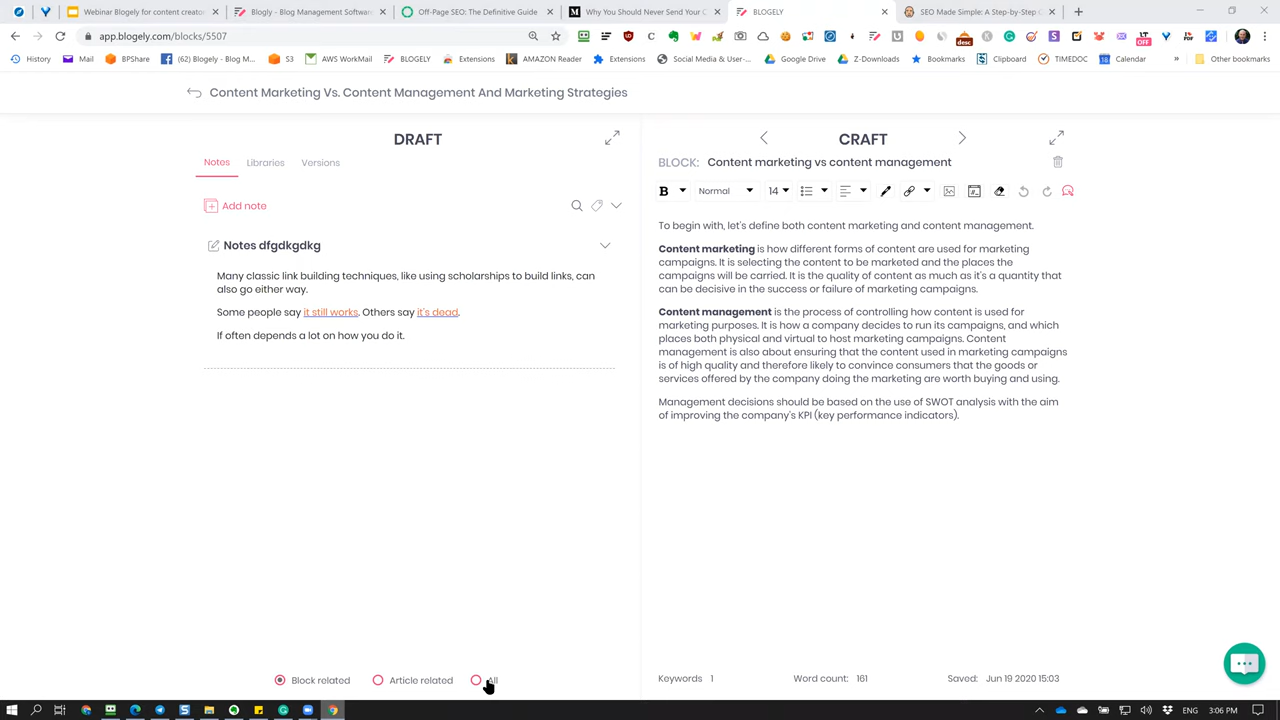 Webinar Blogely for content creator
Blogly - Blog Management Software
Off-Page SEO: The Definitive Guide
Why You Should Never Send Your C
BLOGELY
SEO Made Simple: A Step-by-Step G
app.blogely.com/blocks/5507
desc
LT
OFF
PDF
History
Mail
BPShare
(62) Blogely - Blog M...
S3
AWS WorkMail
BLOGELY
Extensions
AMAZON Reader
Extensions
Social Media & User-...
Google Drive
Z-Downloads
Bookmarks
Clipboard
TIMEDOC
Calendar
»
Other bookmarks
Content Marketing Vs. Content Management And Marketing Strategies
DRAFT
Notes
Libraries
Versions
Add note
Notes dfgdkgdkg
Many classic link building techniques, like using scholarships to build links, can
also go either way.
Some people say it still works. Others say it's dead.
If often depends a lot on how you do it.
Block related
Article related
All
CRAFT
BLOCK: Content marketing vs content management
B
Normal
14
To begin with, let's define both content marketing and content management.
Content marketing is how different forms of content are used for marketing
campaigns. It is selecting the content to be marketed and the places the
campaigns will be carried. It is the quality of content as much as it's a quantity that
can be decisive in the success or failure of marketing campaigns.
Content management is the process of controlling how content is used for
marketing purposes. It is how a company decides to run its campaigns, and which
places both physical and virtual to host marketing campaigns. Content
management is also about ensuring that the content used in marketing campaigns
is of high quality and therefore likely to convince consumers that the goods or
services offered by the company doing the marketing are worth buying and using.
Management decisions should be based on the use of SWOT analysis with the aim
of improving the company's KPI (key performance indicators).
Keywords 1
Word count: 161
Saved: Jun 19 2020 15:03
ENG
3:06 PM